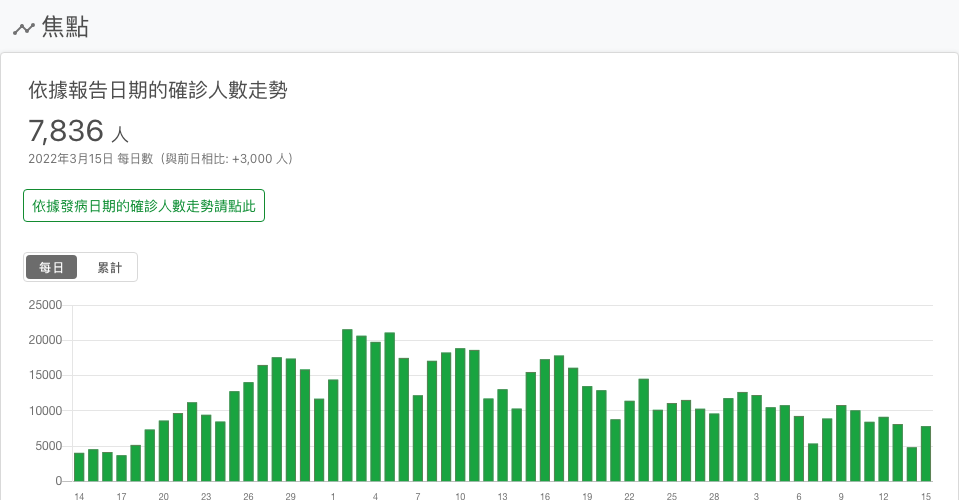 焦點
依據報告日期的確診人數走勢
7,836 人
2022年3月15日 每日數（與前日相比: +3,000 人）
依據發病日期的確診人數走勢請點此
每日 累計
25000
20000
15000
10000
5000
0
14 17 20 23 26 29 1 4 7 10 13 16 19 22 25 28 3 6 9 12 15